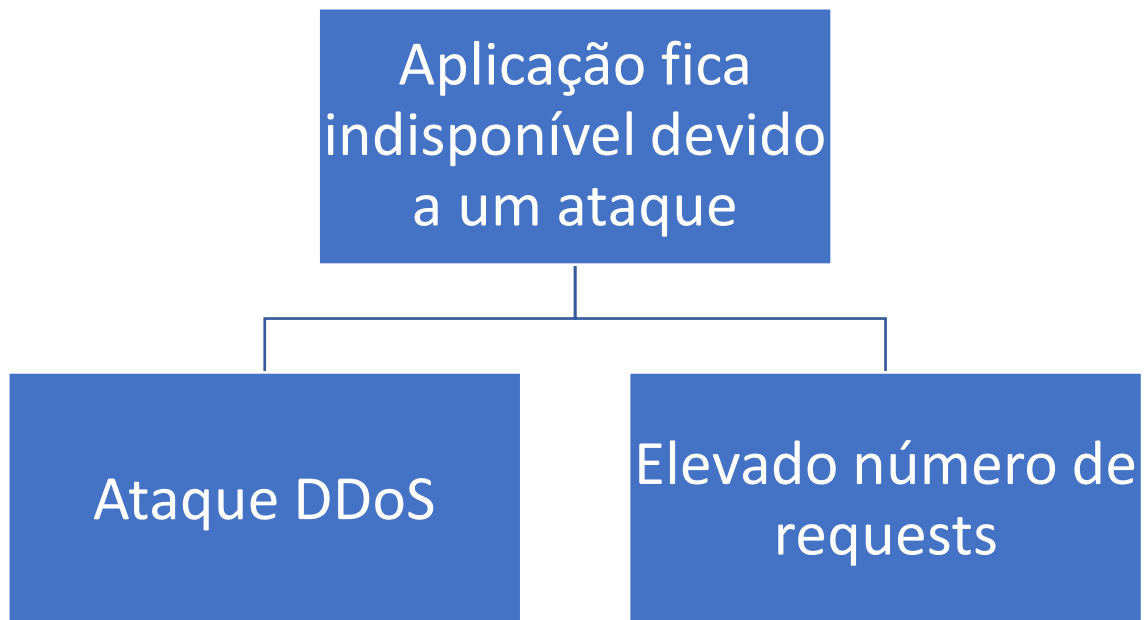 Aplicação fica
indisponível devido
a um ataque
Ataque DDoS
Elevado número de
requests